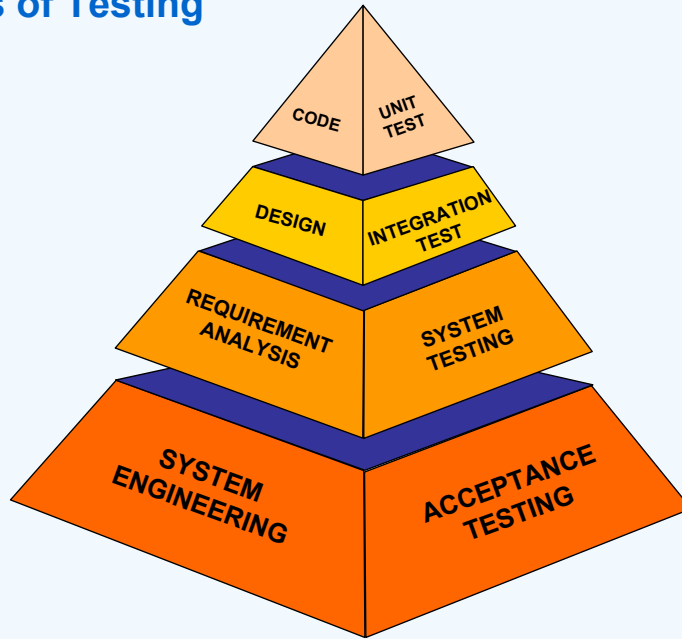 of Testing
CODE
UNIT
TEST
DESIGN
INTEGRATION
TEST
REQUIREMENT
ANALYSIS
SYSTEM
TESTING
SYSTEM
ENGINEERING
ACCEPTANCE
TESTING